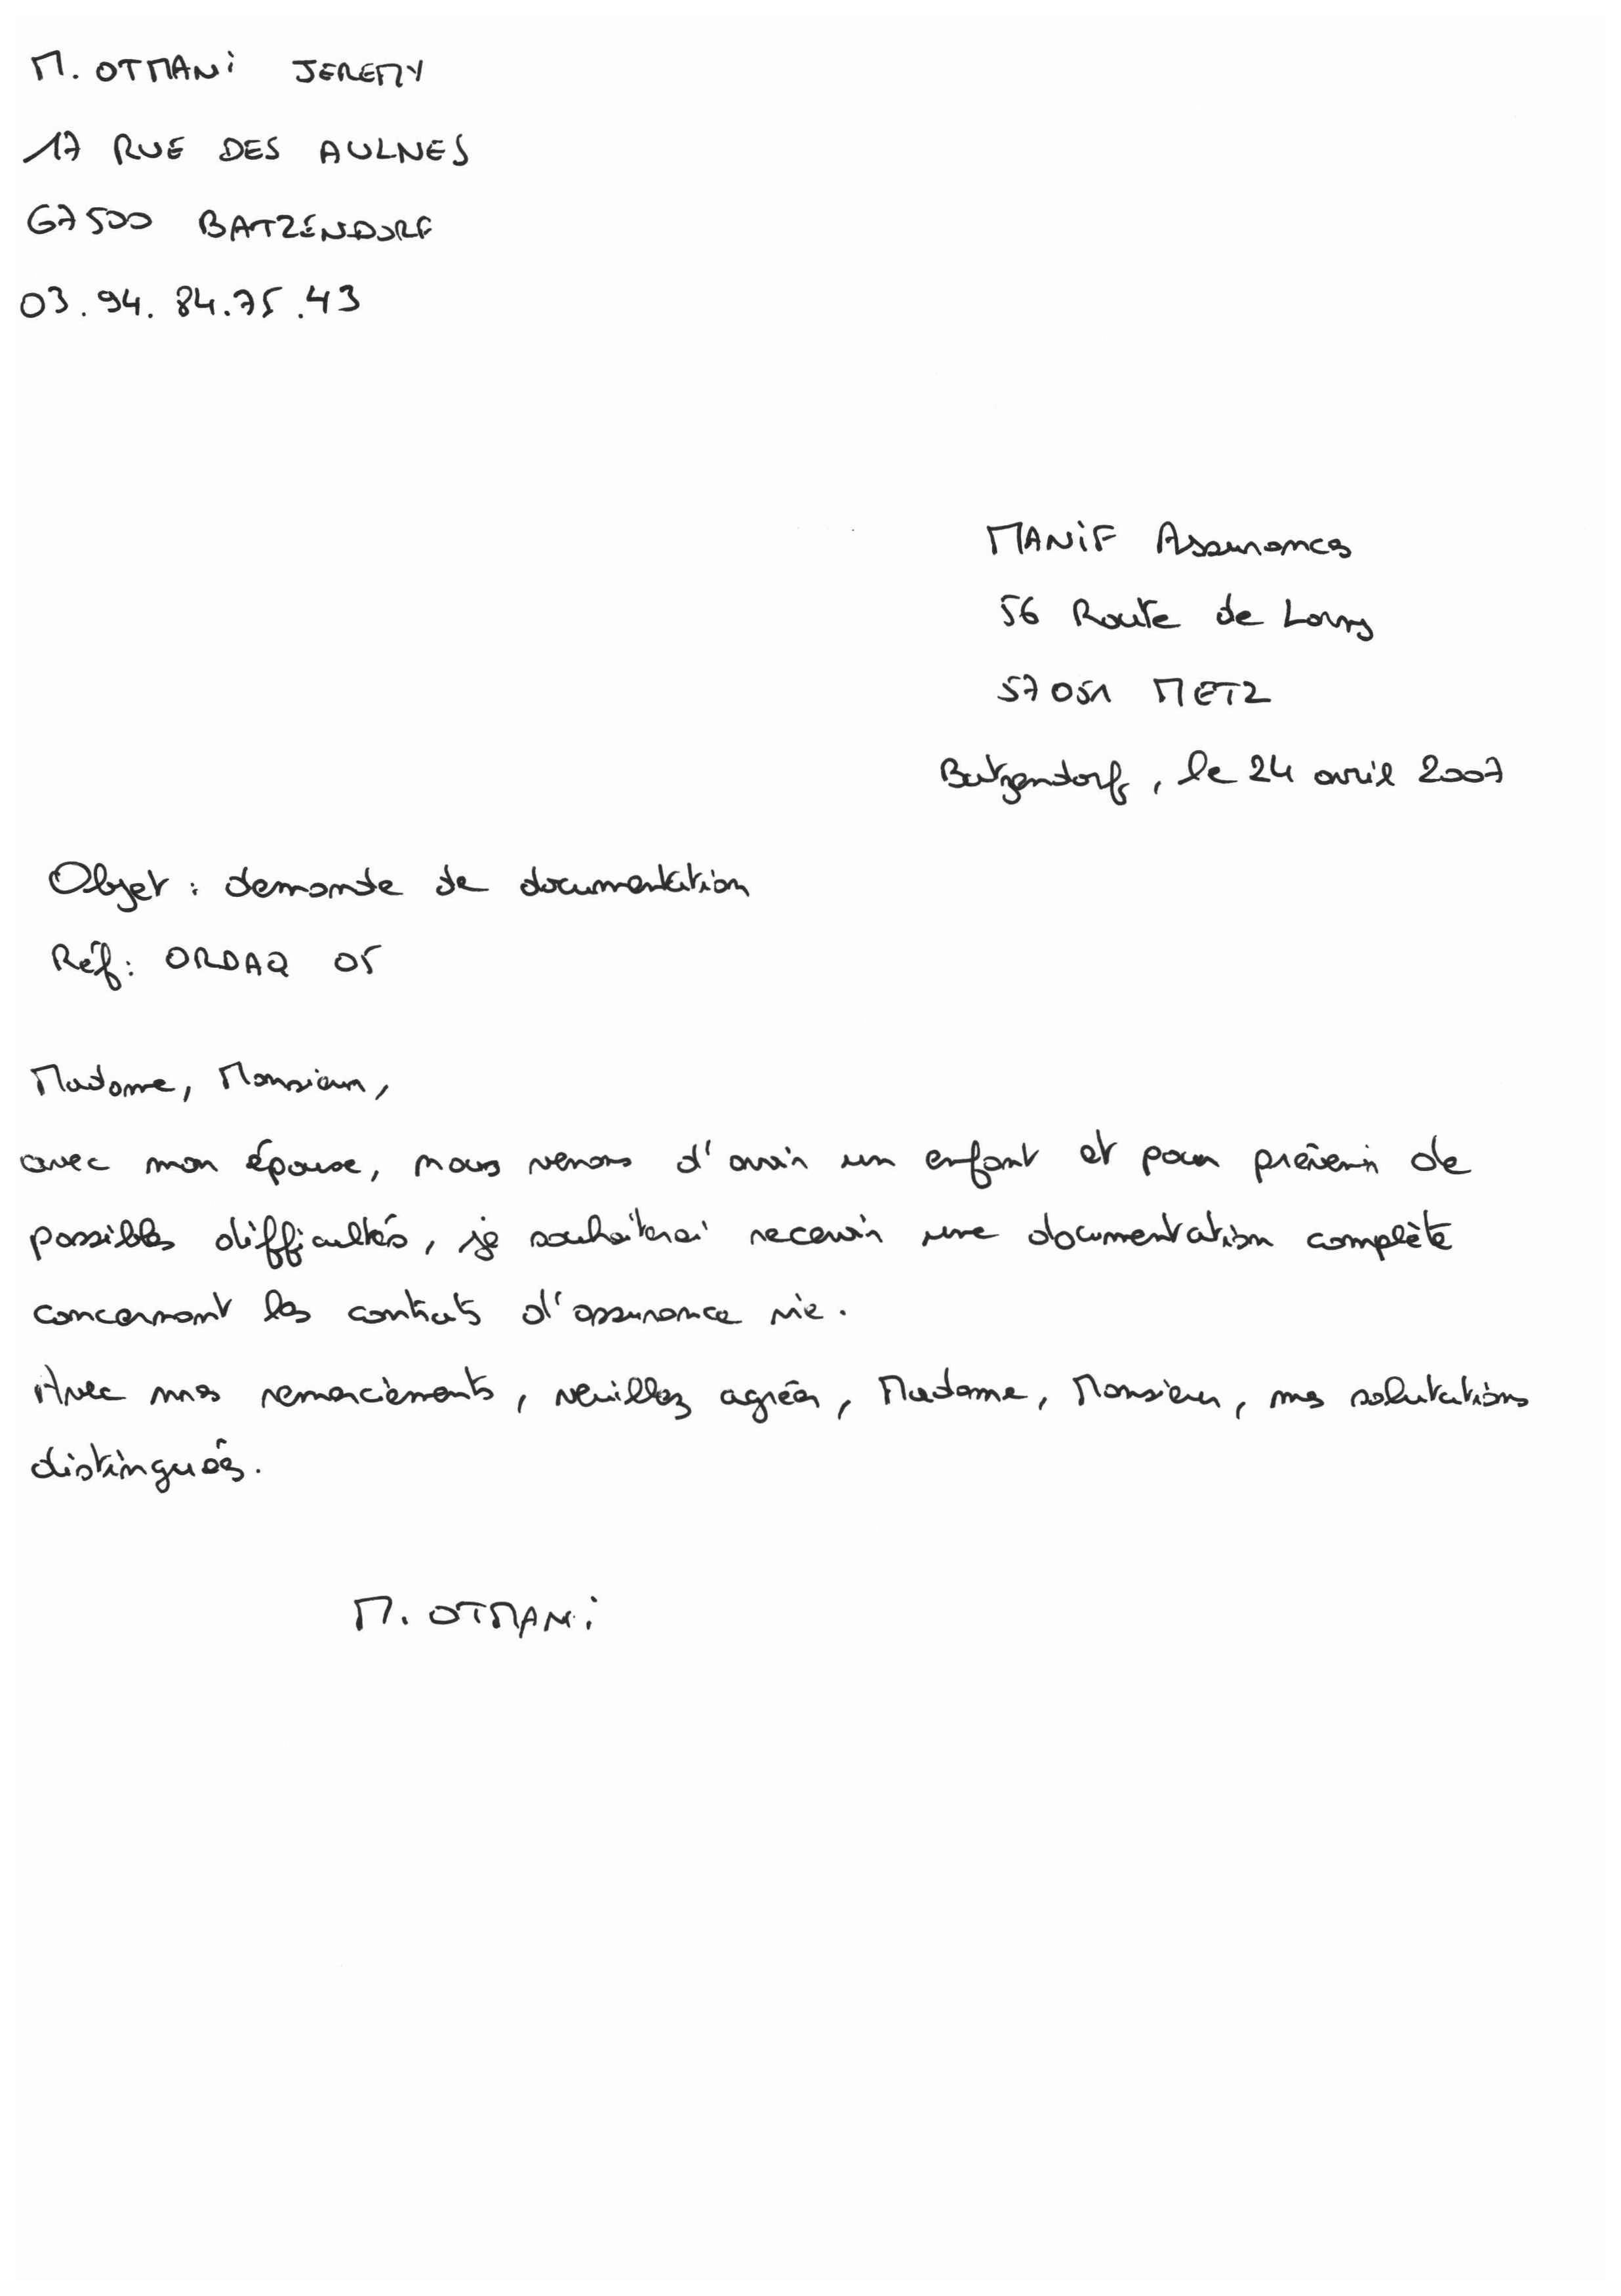 M. OTMANi JEREMY
17 RUE DES AULNES
67500 BATZENDORF
03.94.84.75.43
MANiF Assurances
56 Route de Lorry
57051 METZ
Batzendorf, le 24 avril 2007
Objet : demande de documentation
Réf: ORDAQ 05
Madame, Monsieur,
avec mon épouse, nous venons d'avoir un enfant et pour prévenir de
possibles difficultés, je souhaiterai recevoir une documentation complète
concernant les contrats d'assurance vie.
Avec mes remerciements, veuillez agréer, Madame, Monsieur, mes salutations
distingués.
M. OTMANi